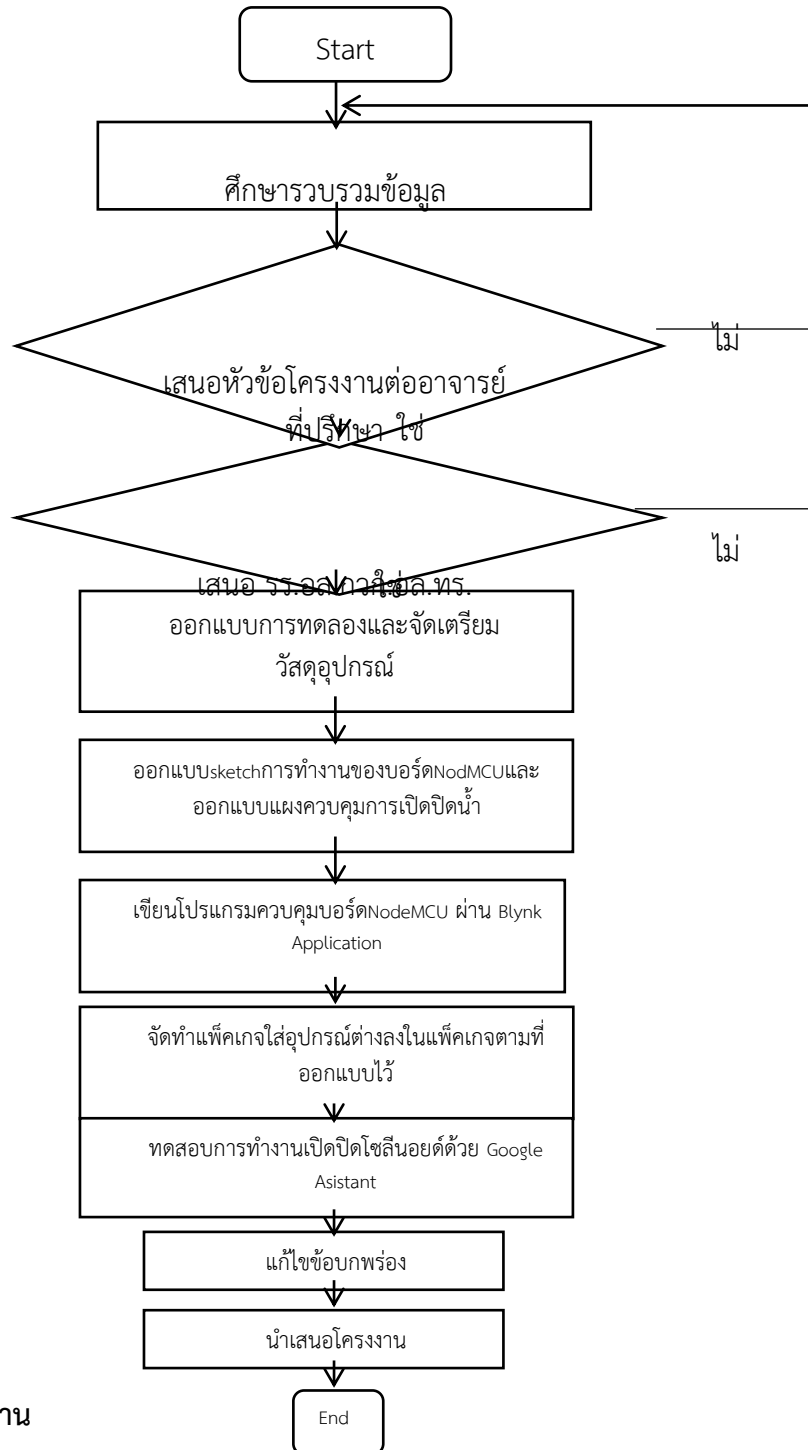 Start
ศึกษารวบรวมข้อมูล
ไม่
เสนอหัวข้อโครงงานต่ออาจารย์
ที่ปรึกษา ใช่
ไม่
เสนอ รร.อล.
ใช่
อล.ทร.
ออกแบบการทดลองและจัดเตรียม
วัสดุอุปกรณ์
ออกแบบsketchการทำงานของบอร์ดNodMCUและ
ออกแบบแผงควบคุมการเปิดปิดน้ำ
เขียนโปรแกรมควบคุมบอร์ดNodeMCU ผ่าน Blynk
Application
จัดทำแพ็คเกจใส่อุปกรณ์ต่างลงในแพ็คเกจตามที่
ออกแบบไว้
ทดสอบการทำงานเปิดปิดโซลีนอยด์ด้วย Google
Asistant
แก้ไขข้อบกพร่อง
นำเสนอโครงงาน
End